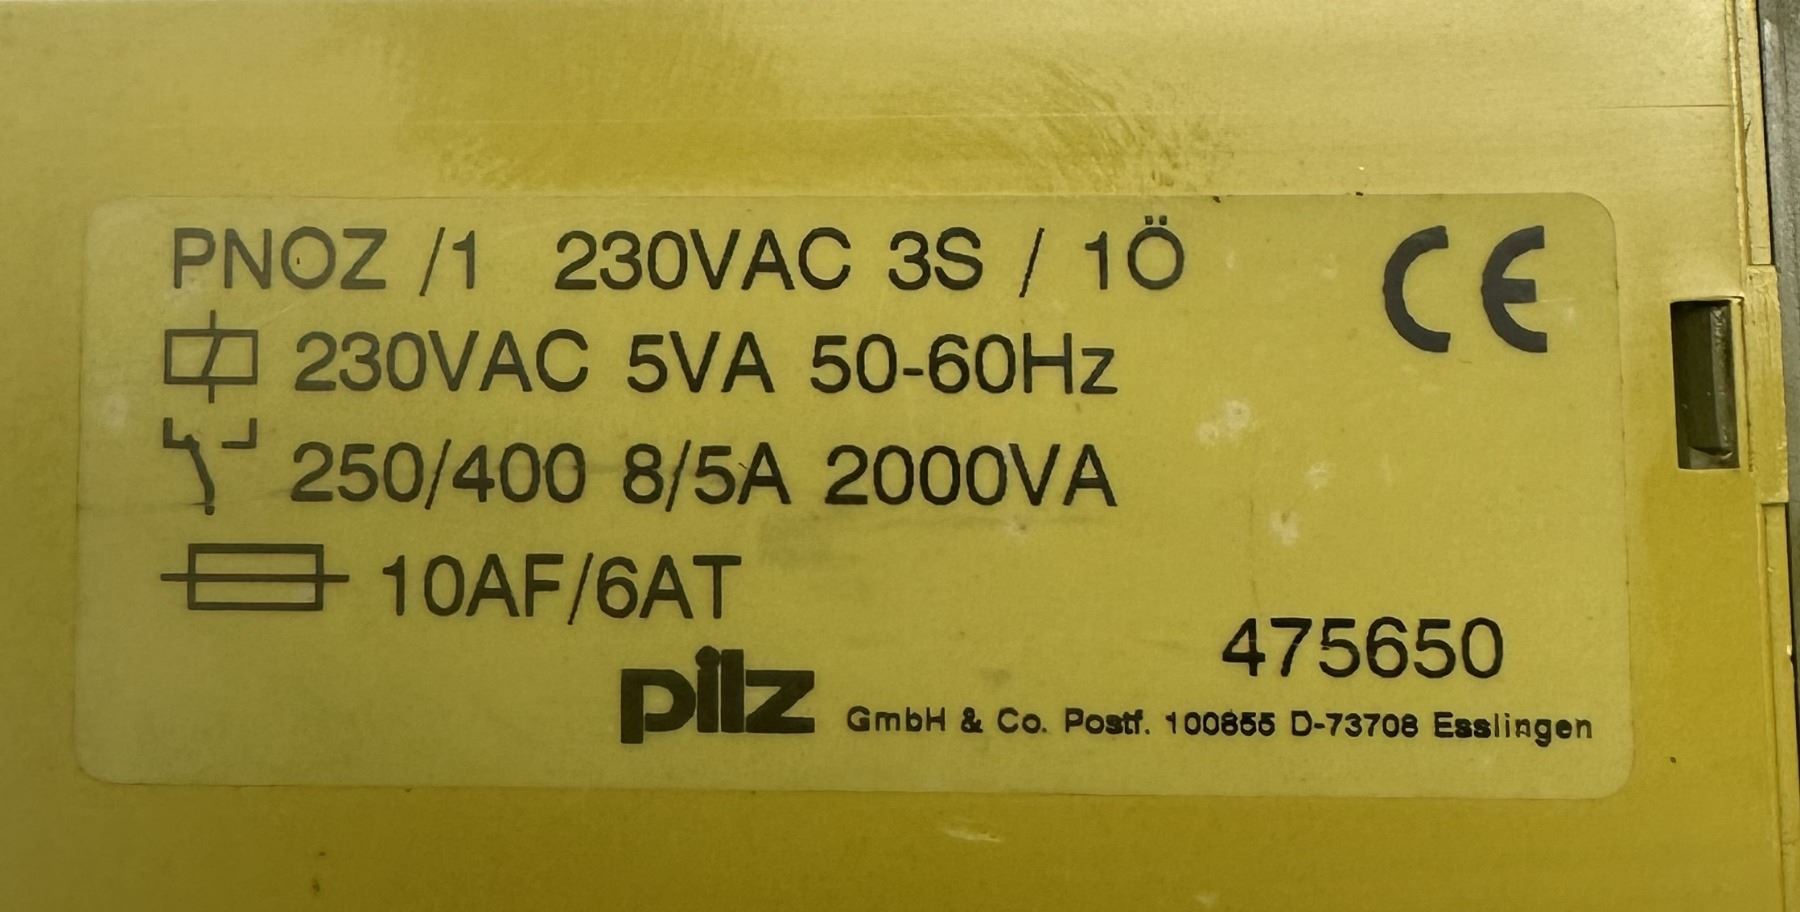 PNOZ /1 230VAC 3S / 1Ö
CE
230VAC 5VA 50-60Hz
250/400 8/5A 2000VA
10AF/6AT
475650
pilz GmbH & Co. Postf. 100855 D-73708 Esslingen